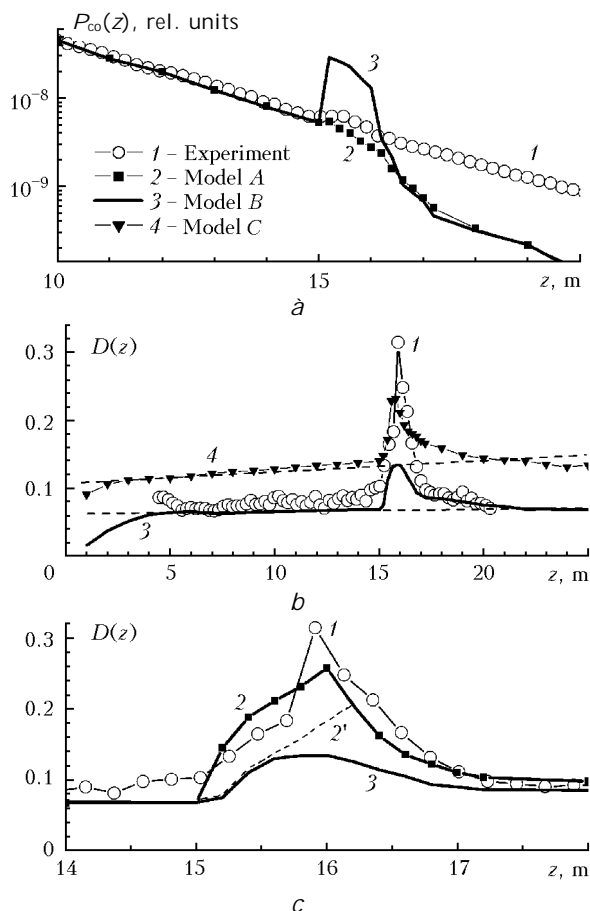 P_co(z), rel. units
10⁻⁸
3
1 – Experiment
2
1
2 – Model A
10⁻⁹
3 – Model B
4 – Model C
10 15 z, m
à
D(z)
0.3
1
0.2
4
0.1
3
0 5 10 15 20 z, m
b
0.3 D(z)
1
2
0.2
2'
0.1
3
0
14 15 16 17 z, m
c